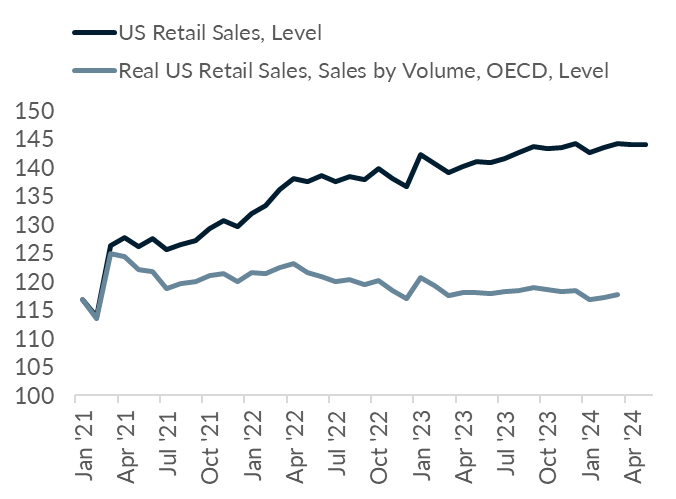 US Retail Sales, Level
Real US Retail Sales, Sales by Volume, OECD, Level
150
145
140
135
130
125
120
115
110
105
100
Jan '21
Apr '21
Jul '21
Oct '21
Jan '22
Apr '22
Jul '22
Oct '22
Jan '23
Apr '23
Jul '23
Oct '23
Jan '24
Apr '24